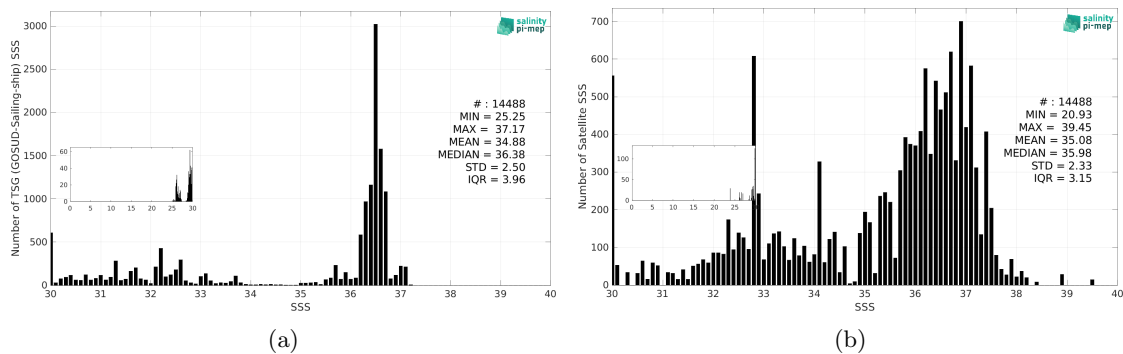 3000
2500
2000
1500
1000
500
0
Number of TSG (GOSUD-Sailing-ship) SSS
salinity
pi-mep
# : 14488
MIN = 25.25
MAX = 37.17
MEAN = 34.88
MEDIAN = 36.38
STD = 2.50
IQR = 3.96
60
40
20
0
0 5 10 15 20 25 30
30 31 32 33 34 35 36 37 38 39 40
SSS
(a)
700
600
500
400
300
200
100
0
Number of Satellite SSS
salinity
pi-mep
# : 14488
MIN = 20.93
MAX = 39.45
MEAN = 35.08
MEDIAN = 35.98
STD = 2.33
IQR = 3.15
100
50
0
0 5 10 15 20 25
30 31 32 33 34 35 36 37 38 39 40
SSS
(b)